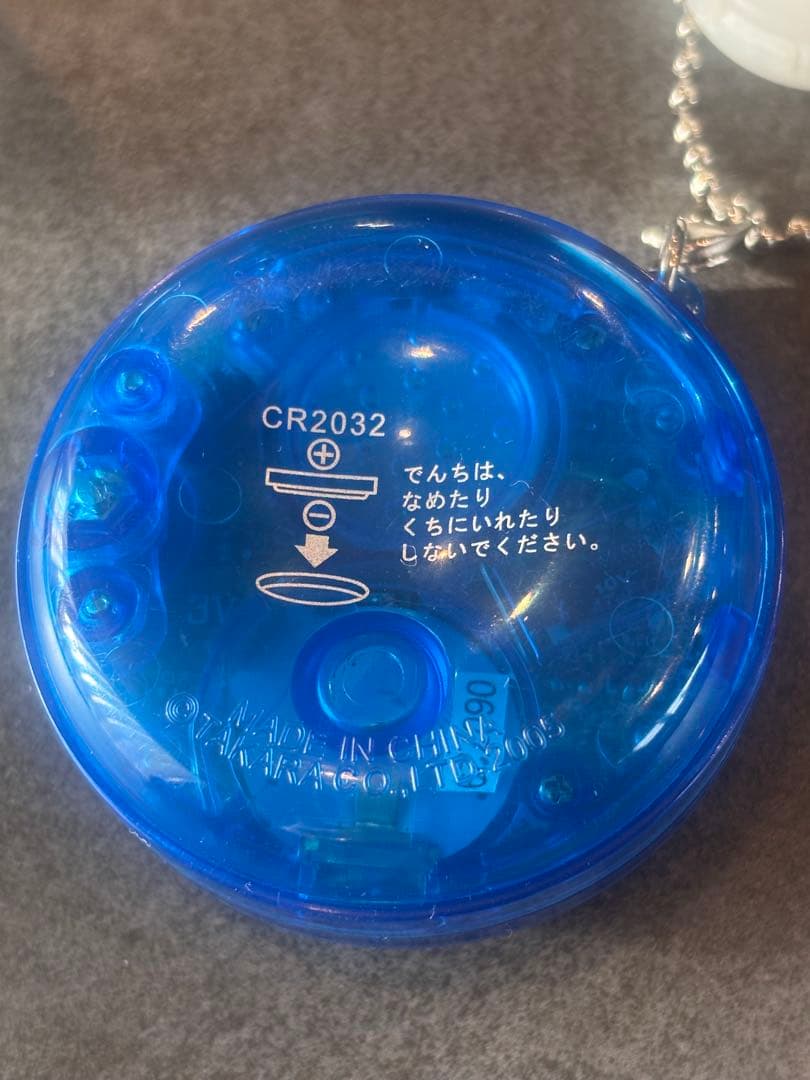 CR2032
でんちは、
なめたり
くちにいれたり
しないでください。
MADE IN CHINA
©TAKARA CO.,LTD. 2005